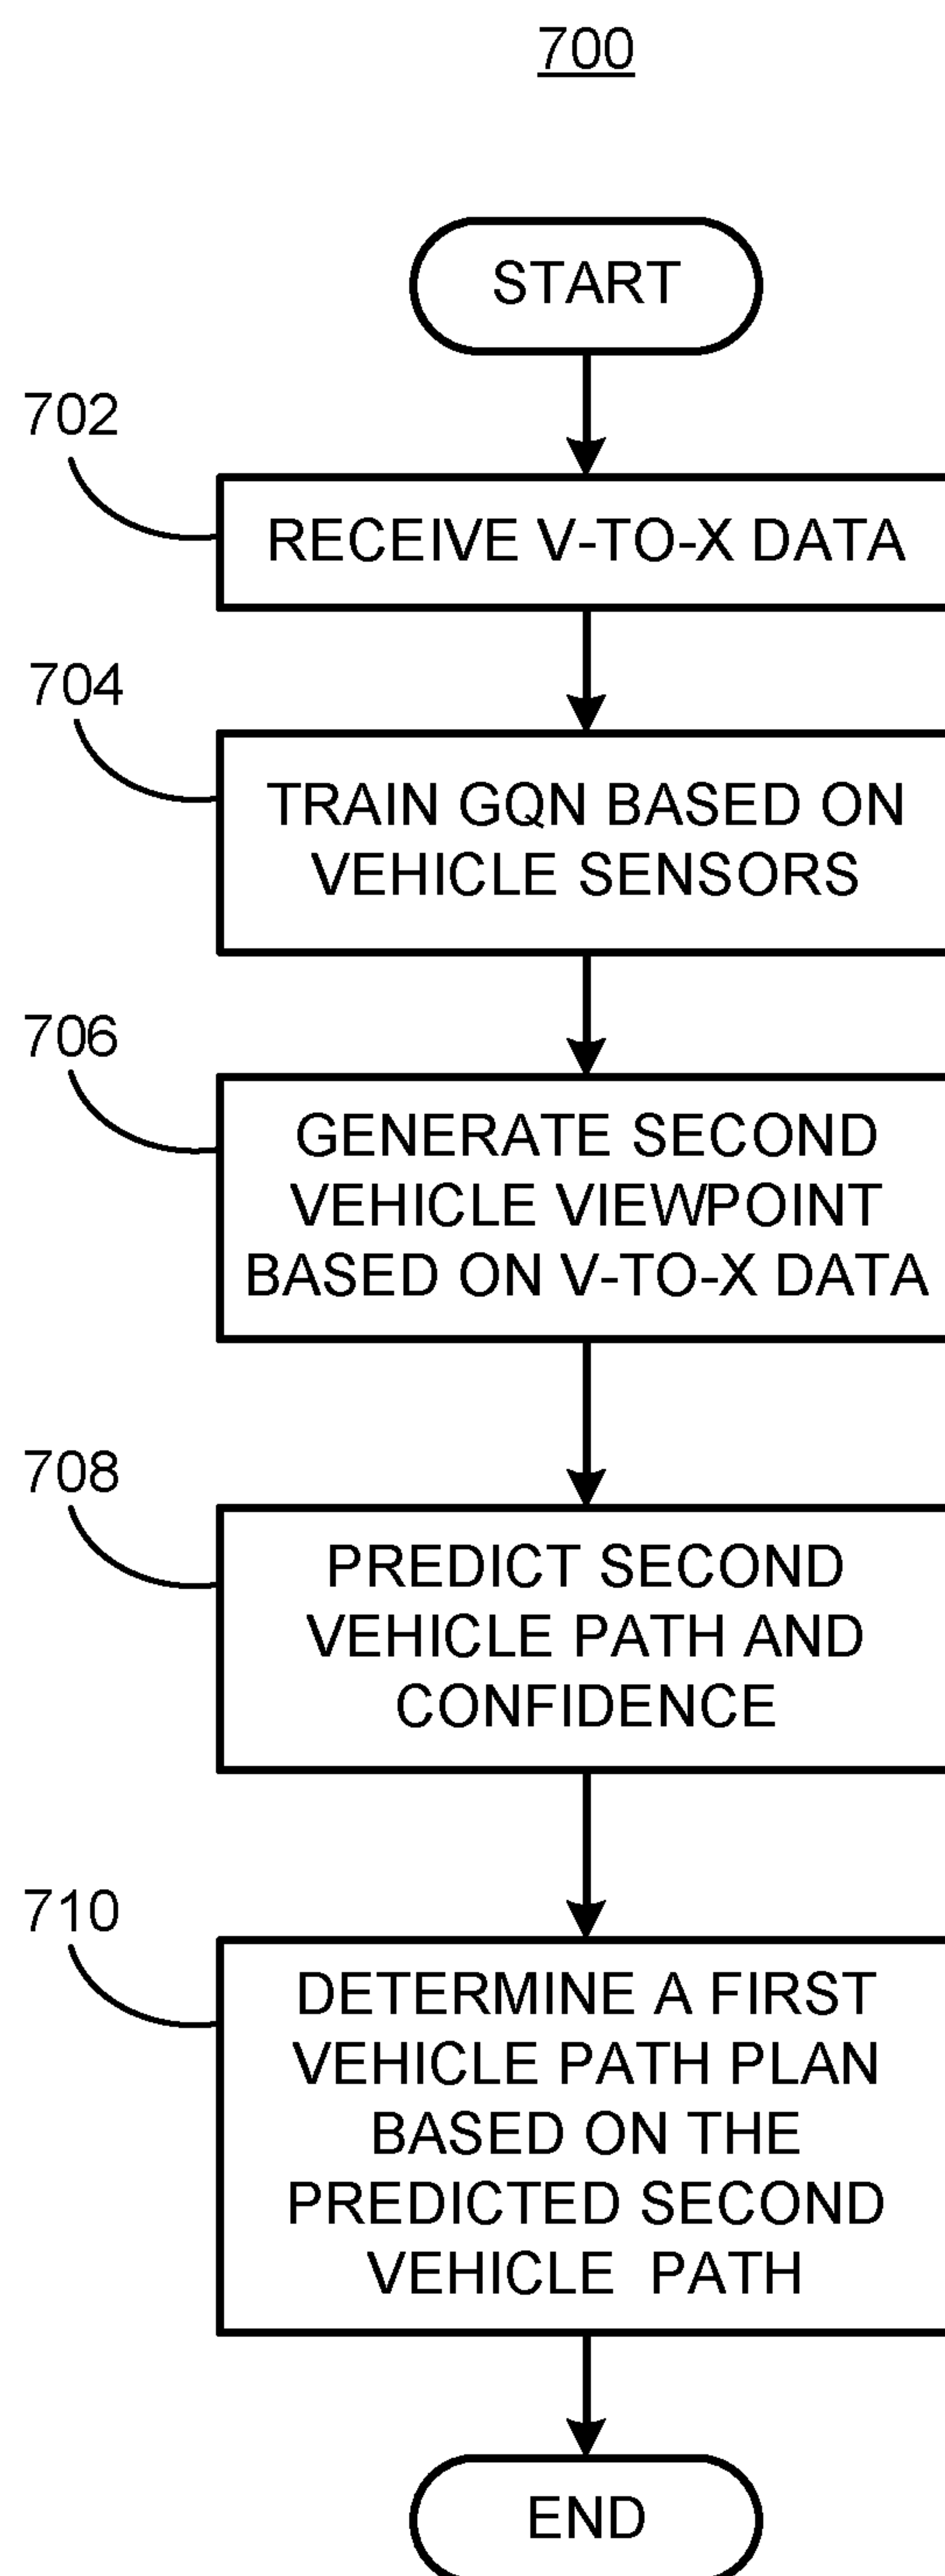 700
START
702
RECEIVE V-TO-X DATA
704
TRAIN GQN BASED ON
VEHICLE SENSORS
706
GENERATE SECOND
VEHICLE VIEWPOINT
BASED ON V-TO-X DATA
708
PREDICT SECOND
VEHICLE PATH AND
CONFIDENCE
710
DETERMINE A FIRST
VEHICLE PATH PLAN
BASED ON THE
PREDICTED SECOND
VEHICLE PATH
END